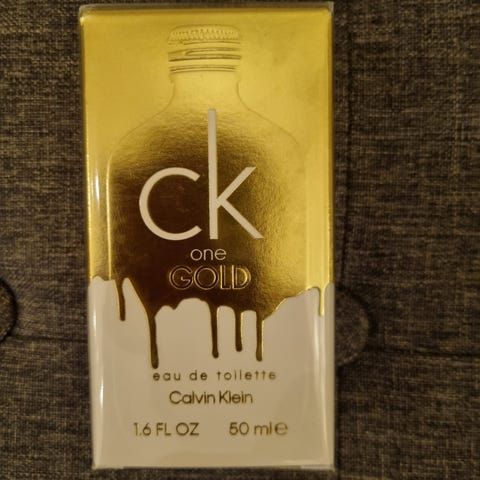 ck
one
GOLD
eau de toilette
Calvin Klein
1.6 FL OZ 50 ml ℮